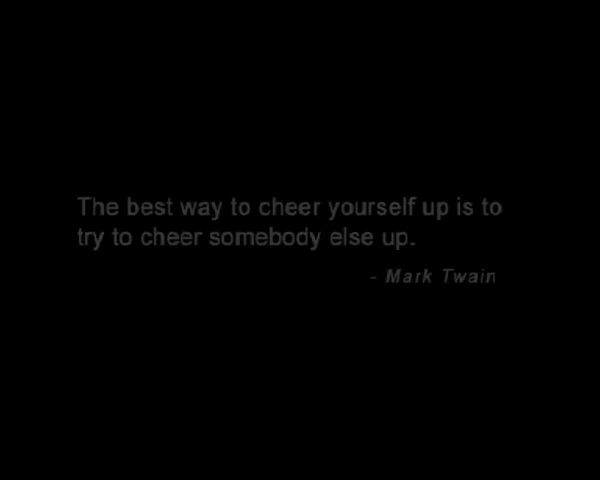 The best way to cheer yourself up is to
try to cheer somebody else up.
- Mark Twain